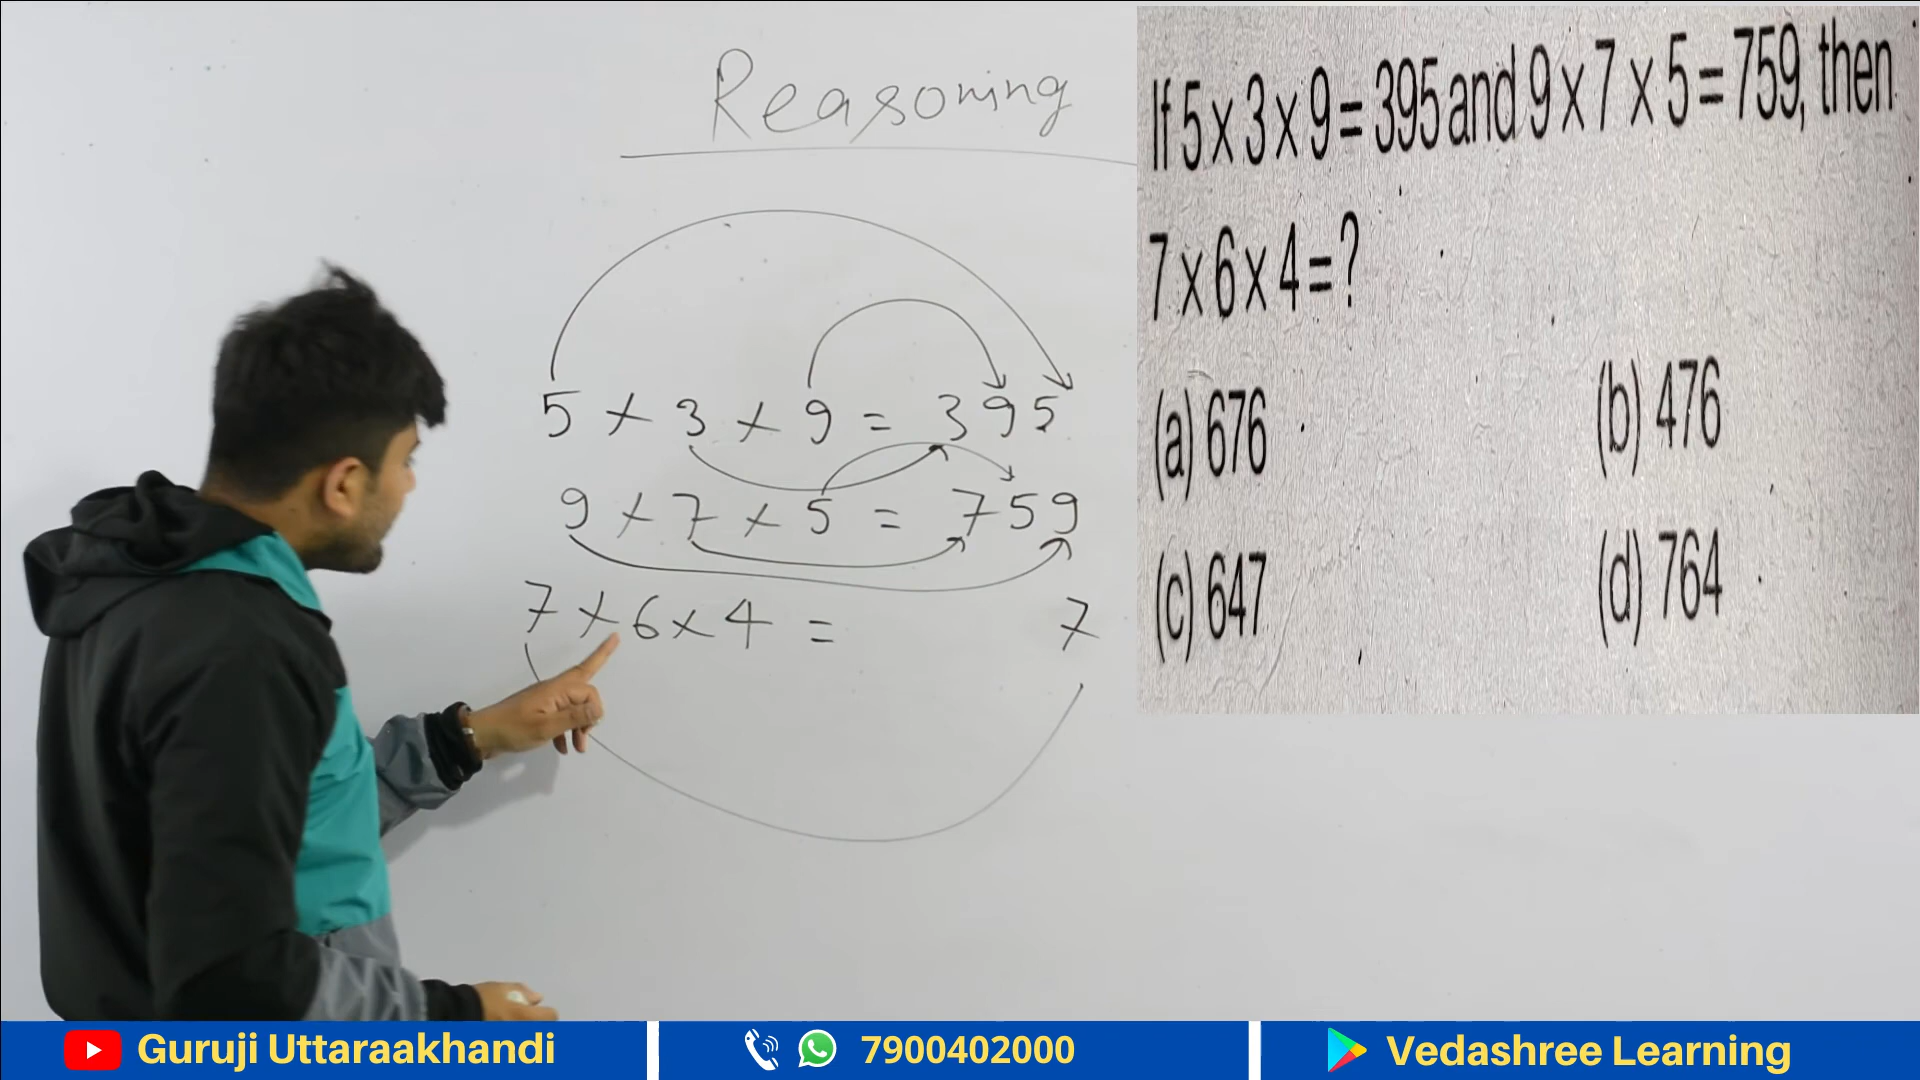 Reasoning
5 × 3 × 9 = 395
9 × 7 × 5 = 759
7 × 6 × 4 = 7
If 5 × 3 × 9 = 395 and 9 × 7 × 5 = 759, then
7 × 6 × 4 = ?
(a) 676 (b) 476
(c) 647 (d) 764
Guruji Uttaraakhandi 7900402000 Vedashree Learning